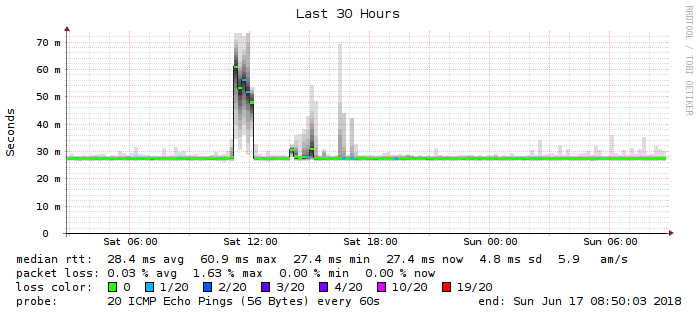 Last 30 Hours
RRDTOOL / TOBI OETIKER
Seconds
70 m
60 m
50 m
40 m
30 m
20 m
10 m
0
Sat 06:00 Sat 12:00 Sat 18:00 Sun 00:00 Sun 06:00
median rtt: 28.4 ms avg 60.9 ms max 27.4 ms min 27.4 ms now 4.8 ms sd 5.9 am/s
packet loss: 0.03 % avg 1.63 % max 0.00 % min 0.00 % now
loss color: 0 1/20 2/20 3/20 4/20 10/20 19/20
probe: 20 ICMP Echo Pings (56 Bytes) every 60s end: Sun Jun 17 08:50:03 2018